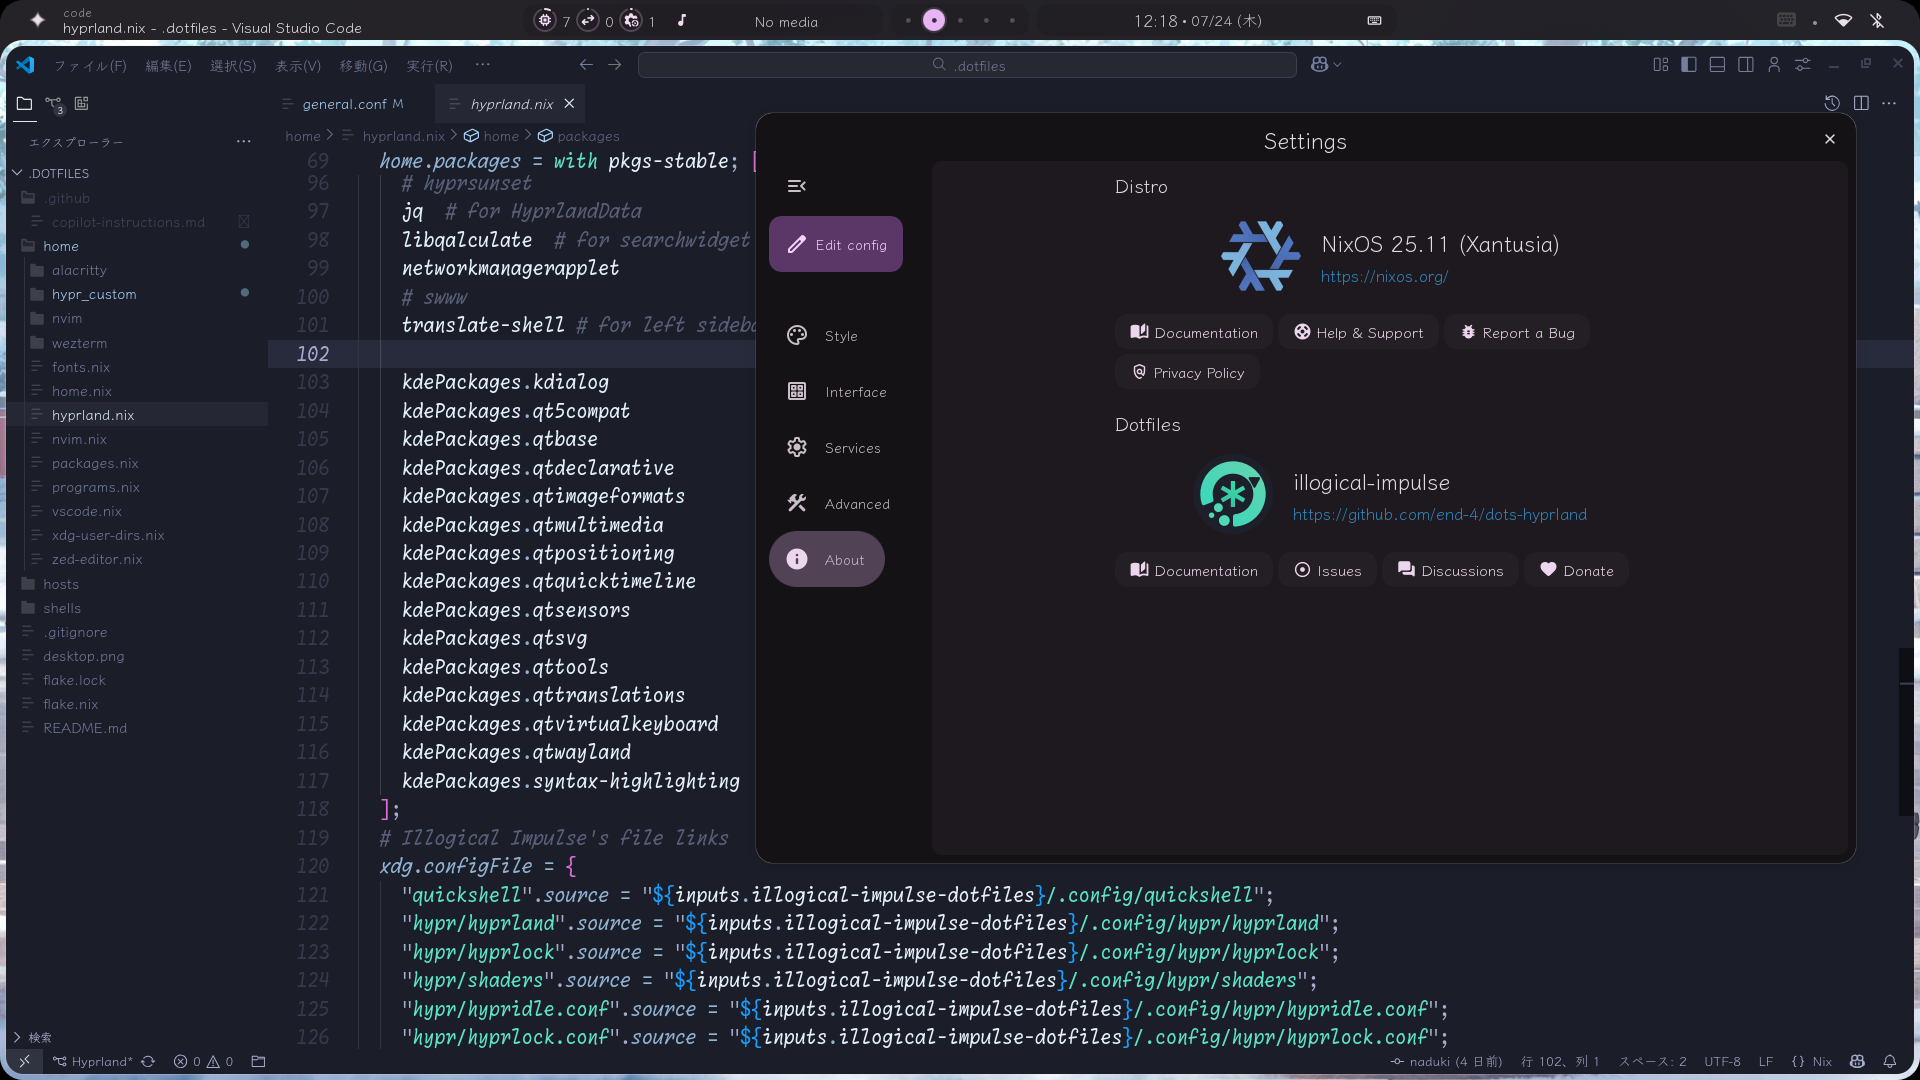 code
hyprland.nix - .dotfiles - Visual Studio Code
7
0
1
No media
12:18 • 07/24 (木)
ファイル(F) 編集(E) 選択(S) 表示(V) 移動(G) 実行(R) ···
.dotfiles
general.conf M
hyprland.nix
エクスプローラー
home > hyprland.nix > home > packages
.DOTFILES
.github
copilot-instructions.md
home
alacritty
hypr_custom
nvim
wezterm
fonts.nix
home.nix
hyprland.nix
nvim.nix
packages.nix
programs.nix
vscode.nix
xdg-user-dirs.nix
zed-editor.nix
hosts
shells
.gitignore
desktop.png
flake.lock
flake.nix
README.md
検索
69 home.packages = with pkgs-stable; [
96 # hyprsunset
97 jq # for HyprlandData
98 libqalculate # for searchwidget
99 networkmanagerapplet
100 # swww
101 translate-shell # for left sideba
102
103 kdePackages.kdialog
104 kdePackages.qt5compat
105 kdePackages.qtbase
106 kdePackages.qtdeclarative
107 kdePackages.qtimageformats
108 kdePackages.qtmultimedia
109 kdePackages.qtpositioning
110 kdePackages.qtquicktimeline
111 kdePackages.qtsensors
112 kdePackages.qtsvg
113 kdePackages.qttools
114 kdePackages.qttranslations
115 kdePackages.qtvirtualkeyboard
116 kdePackages.qtwayland
117 kdePackages.syntax-highlighting
118 ];
119 # Illogical Impulse's file links
120 xdg.configFile = {
121 "quickshell".source = "${inputs.illogical-impulse-dotfiles}/.config/quickshell";
122 "hypr/hyprland".source = "${inputs.illogical-impulse-dotfiles}/.config/hypr/hyprland";
123 "hypr/hyprlock".source = "${inputs.illogical-impulse-dotfiles}/.config/hypr/hyprlock";
124 "hypr/shaders".source = "${inputs.illogical-impulse-dotfiles}/.config/hypr/shaders";
125 "hypr/hypridle.conf".source = "${inputs.illogical-impulse-dotfiles}/.config/hypr/hypridle.conf";
126 "hypr/hyprlock.conf".source = "${inputs.illogical-impulse-dotfiles}/.config/hypr/hyprlock.conf";
Settings
Edit config
Style
Interface
Services
Advanced
About
Distro
NixOS 25.11 (Xantusia)
https://nixos.org/
Documentation
Help & Support
Report a Bug
Privacy Policy
Dotfiles
illogical-impulse
https://github.com/end-4/dots-hyprland
Documentation
Issues
Discussions
Donate
Hyprland* 0 0
naduki (4 日前) 行 102、列 1 スペース: 2 UTF-8 LF {} Nix